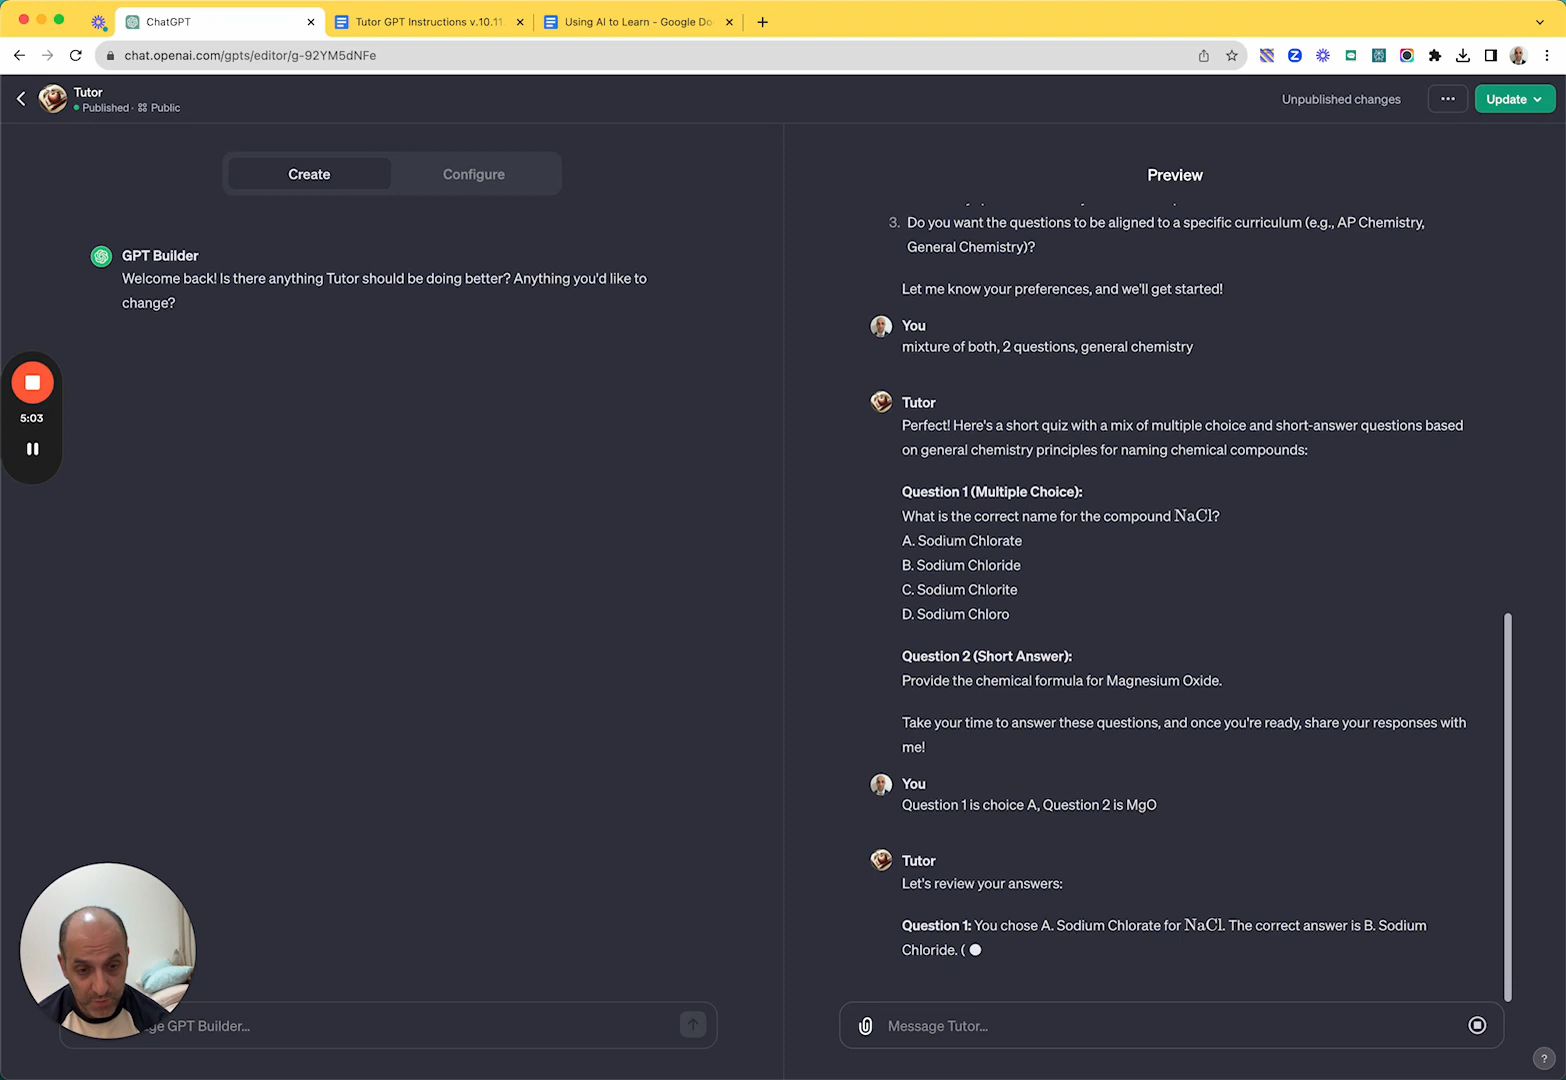 ChatGPT
Tutor GPT Instructions v.10.11
Using AI to Learn - Google Do
chat.openai.com/gpts/editor/g-92YM5dNFe
Tutor
Published · Public
Unpublished changes
Update
Create
Configure
GPT Builder
Welcome back! Is there anything Tutor should be doing better? Anything you'd like to
change?
5:03
GPT Builder...
Preview
3. Do you want the questions to be aligned to a specific curriculum (e.g., AP Chemistry,
General Chemistry)?
Let me know your preferences, and we'll get started!
You
mixture of both, 2 questions, general chemistry
Tutor
Perfect! Here's a short quiz with a mix of multiple choice and short-answer questions based
on general chemistry principles for naming chemical compounds:
Question 1 (Multiple Choice):
What is the correct name for the compound NaCl?
A. Sodium Chlorate
B. Sodium Chloride
C. Sodium Chlorite
D. Sodium Chloro
Question 2 (Short Answer):
Provide the chemical formula for Magnesium Oxide.
Take your time to answer these questions, and once you're ready, share your responses with
me!
You
Question 1 is choice A, Question 2 is MgO
Tutor
Let's review your answers:
Question 1: You chose A. Sodium Chlorate for NaCl. The correct answer is B. Sodium
Chloride. (
Message Tutor...
?